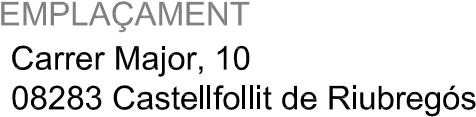 EMPLAÇAMENT
Carrer Major, 10
08283 Castellfollit de Riubregós